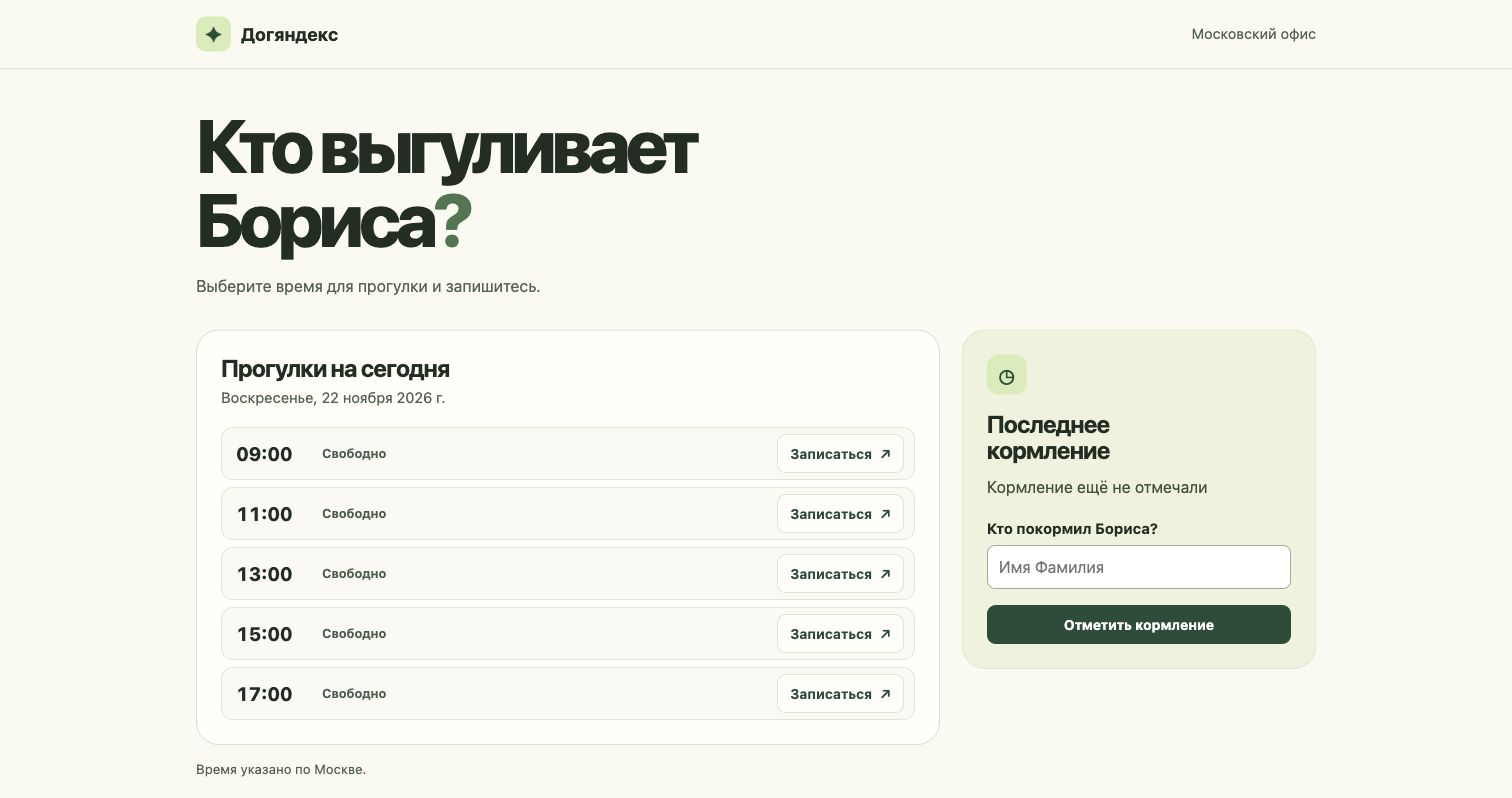 Догяндекс
Московский офис
Кто выгуливает
Бориса?
Выберите время для прогулки и запишитесь.
Прогулки на сегодня
Воскресенье, 22 ноября 2026 г.
09:00 Свободно Записаться ↗
11:00 Свободно Записаться ↗
13:00 Свободно Записаться ↗
15:00 Свободно Записаться ↗
17:00 Свободно Записаться ↗
Время указано по Москве.
Последнее
кормление
Кормление ещё не отмечали
Кто покормил Бориса?
Имя Фамилия
Отметить кормление